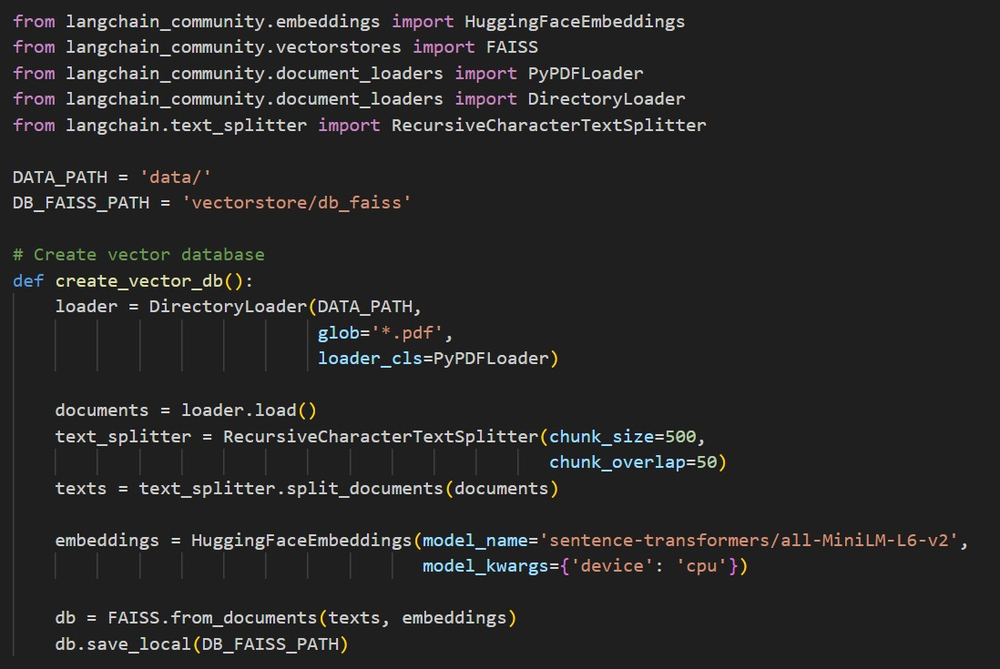 from langchain_community.embeddings import HuggingFaceEmbeddings
from langchain_community.vectorstores import FAISS
from langchain_community.document_loaders import PyPDFLoader
from langchain_community.document_loaders import DirectoryLoader
from langchain.text_splitter import RecursiveCharacterTextSplitter

DATA_PATH = 'data/'
DB_FAISS_PATH = 'vectorstore/db_faiss'

# Create vector database
def create_vector_db():
    loader = DirectoryLoader(DATA_PATH,
                             glob='*.pdf',
                             loader_cls=PyPDFLoader)

    documents = loader.load()
    text_splitter = RecursiveCharacterTextSplitter(chunk_size=500,
                                                   chunk_overlap=50)
    texts = text_splitter.split_documents(documents)

    embeddings = HuggingFaceEmbeddings(model_name='sentence-transformers/all-MiniLM-L6-v2',
                                       model_kwargs={'device': 'cpu'})

    db = FAISS.from_documents(texts, embeddings)
    db.save_local(DB_FAISS_PATH)